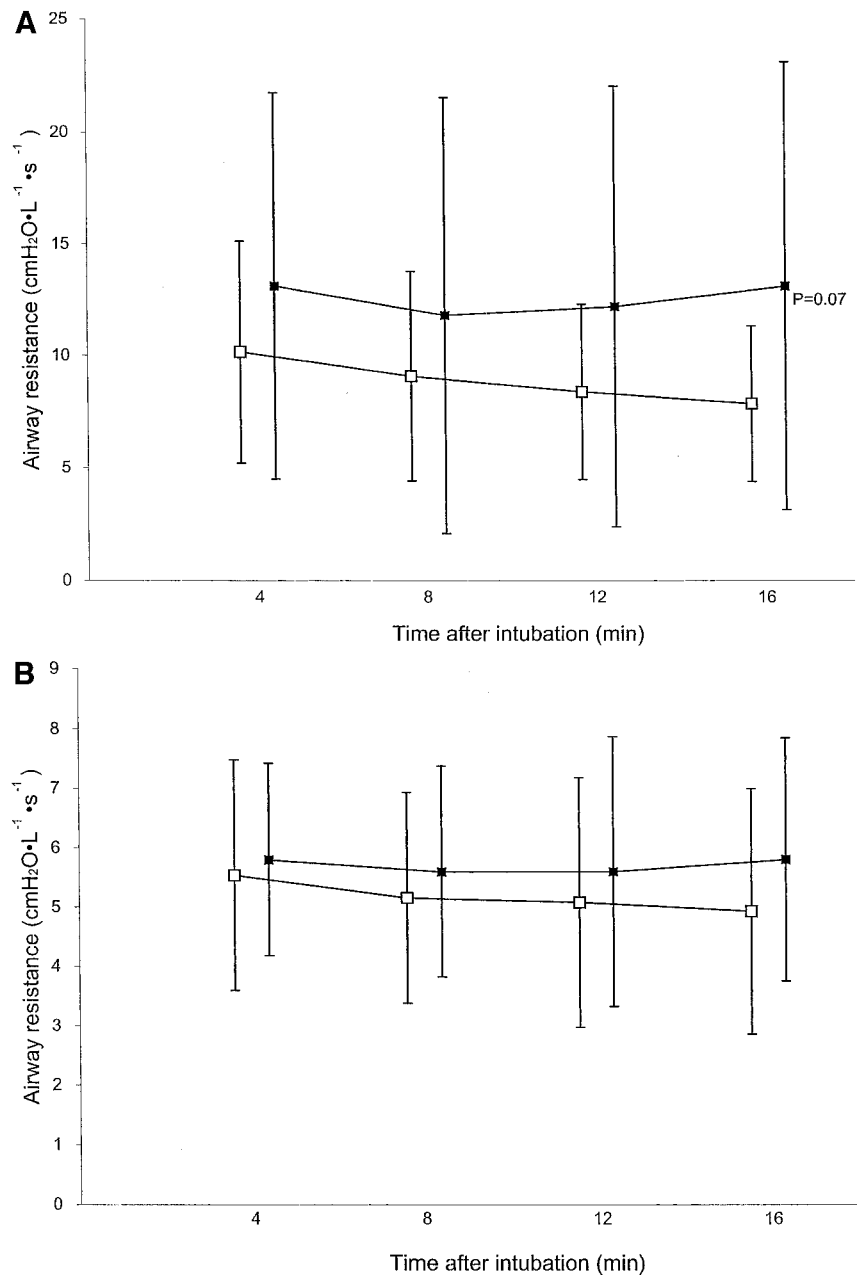 A
25
20
15
10
5
0
Airway resistance (cmH₂O•L⁻¹•s⁻¹)
P=0.07
4 8 12 16
Time after intubation (min)
B
9
8
7
6
5
4
3
2
1
0
Airway resistance (cmH₂O•L⁻¹•s⁻¹)
4 8 12 16
Time after intubation (min)